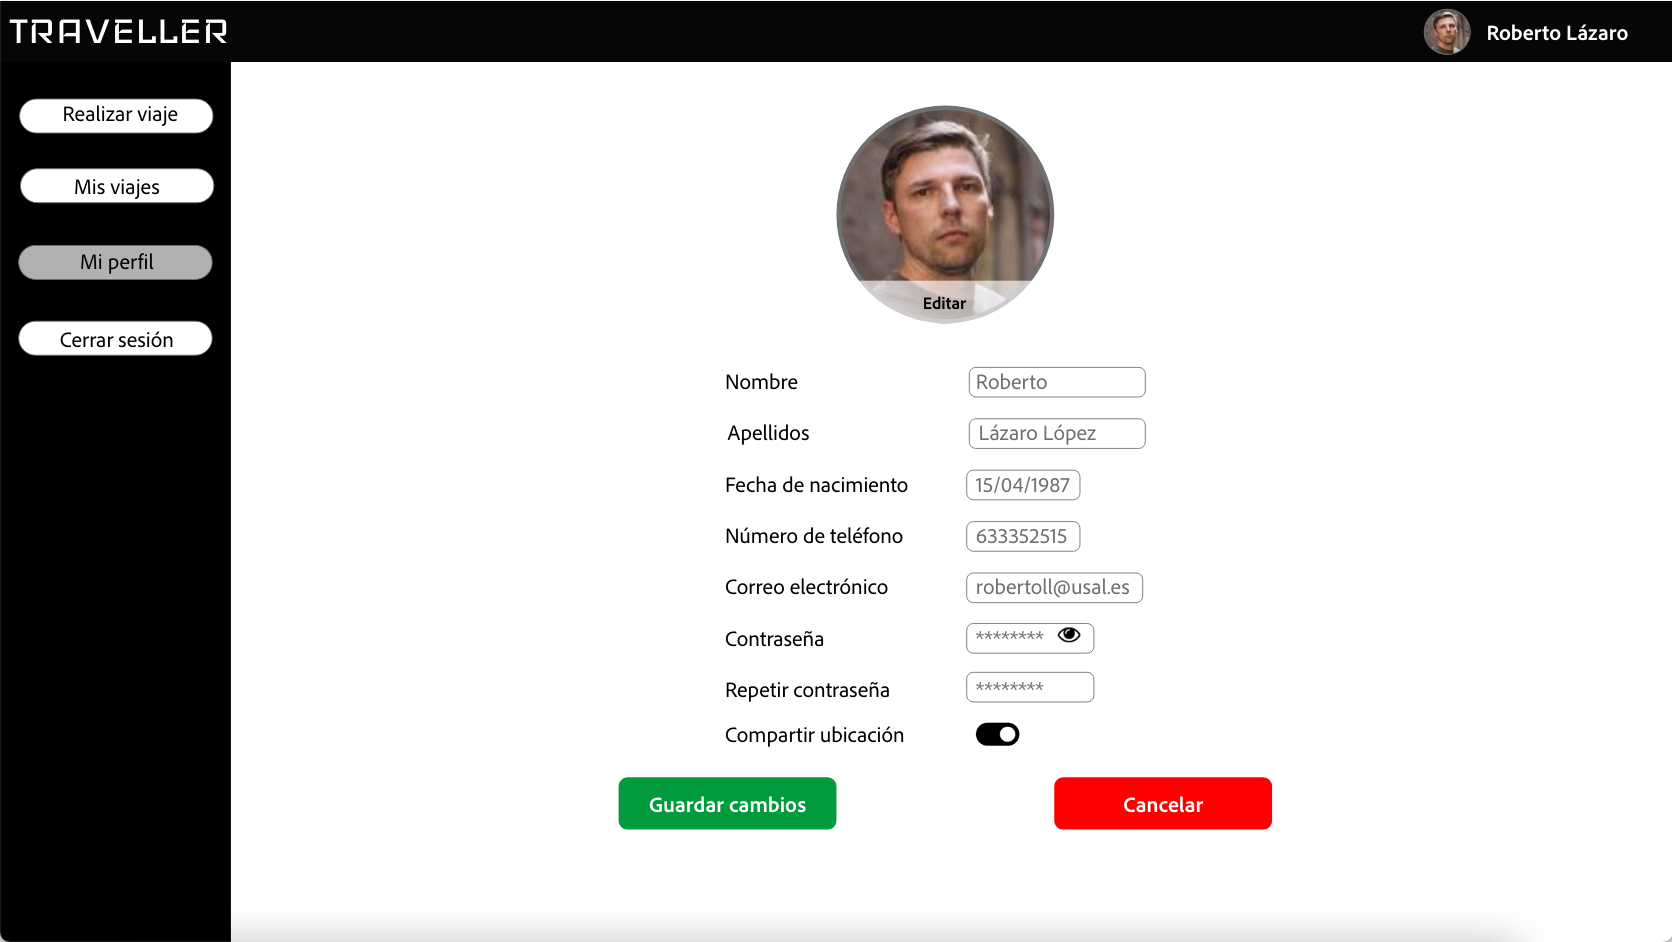 TRAVELLER
Roberto Lázaro
Realizar viaje
Mis viajes
Mi perfil
Cerrar sesión
Editar
Nombre Roberto
Apellidos Lázaro López
Fecha de nacimiento 15/04/1987
Número de teléfono 633352515
Correo electrónico robertoll@usal.es
Contraseña ********
Repetir contraseña ********
Compartir ubicación
Guardar cambios Cancelar